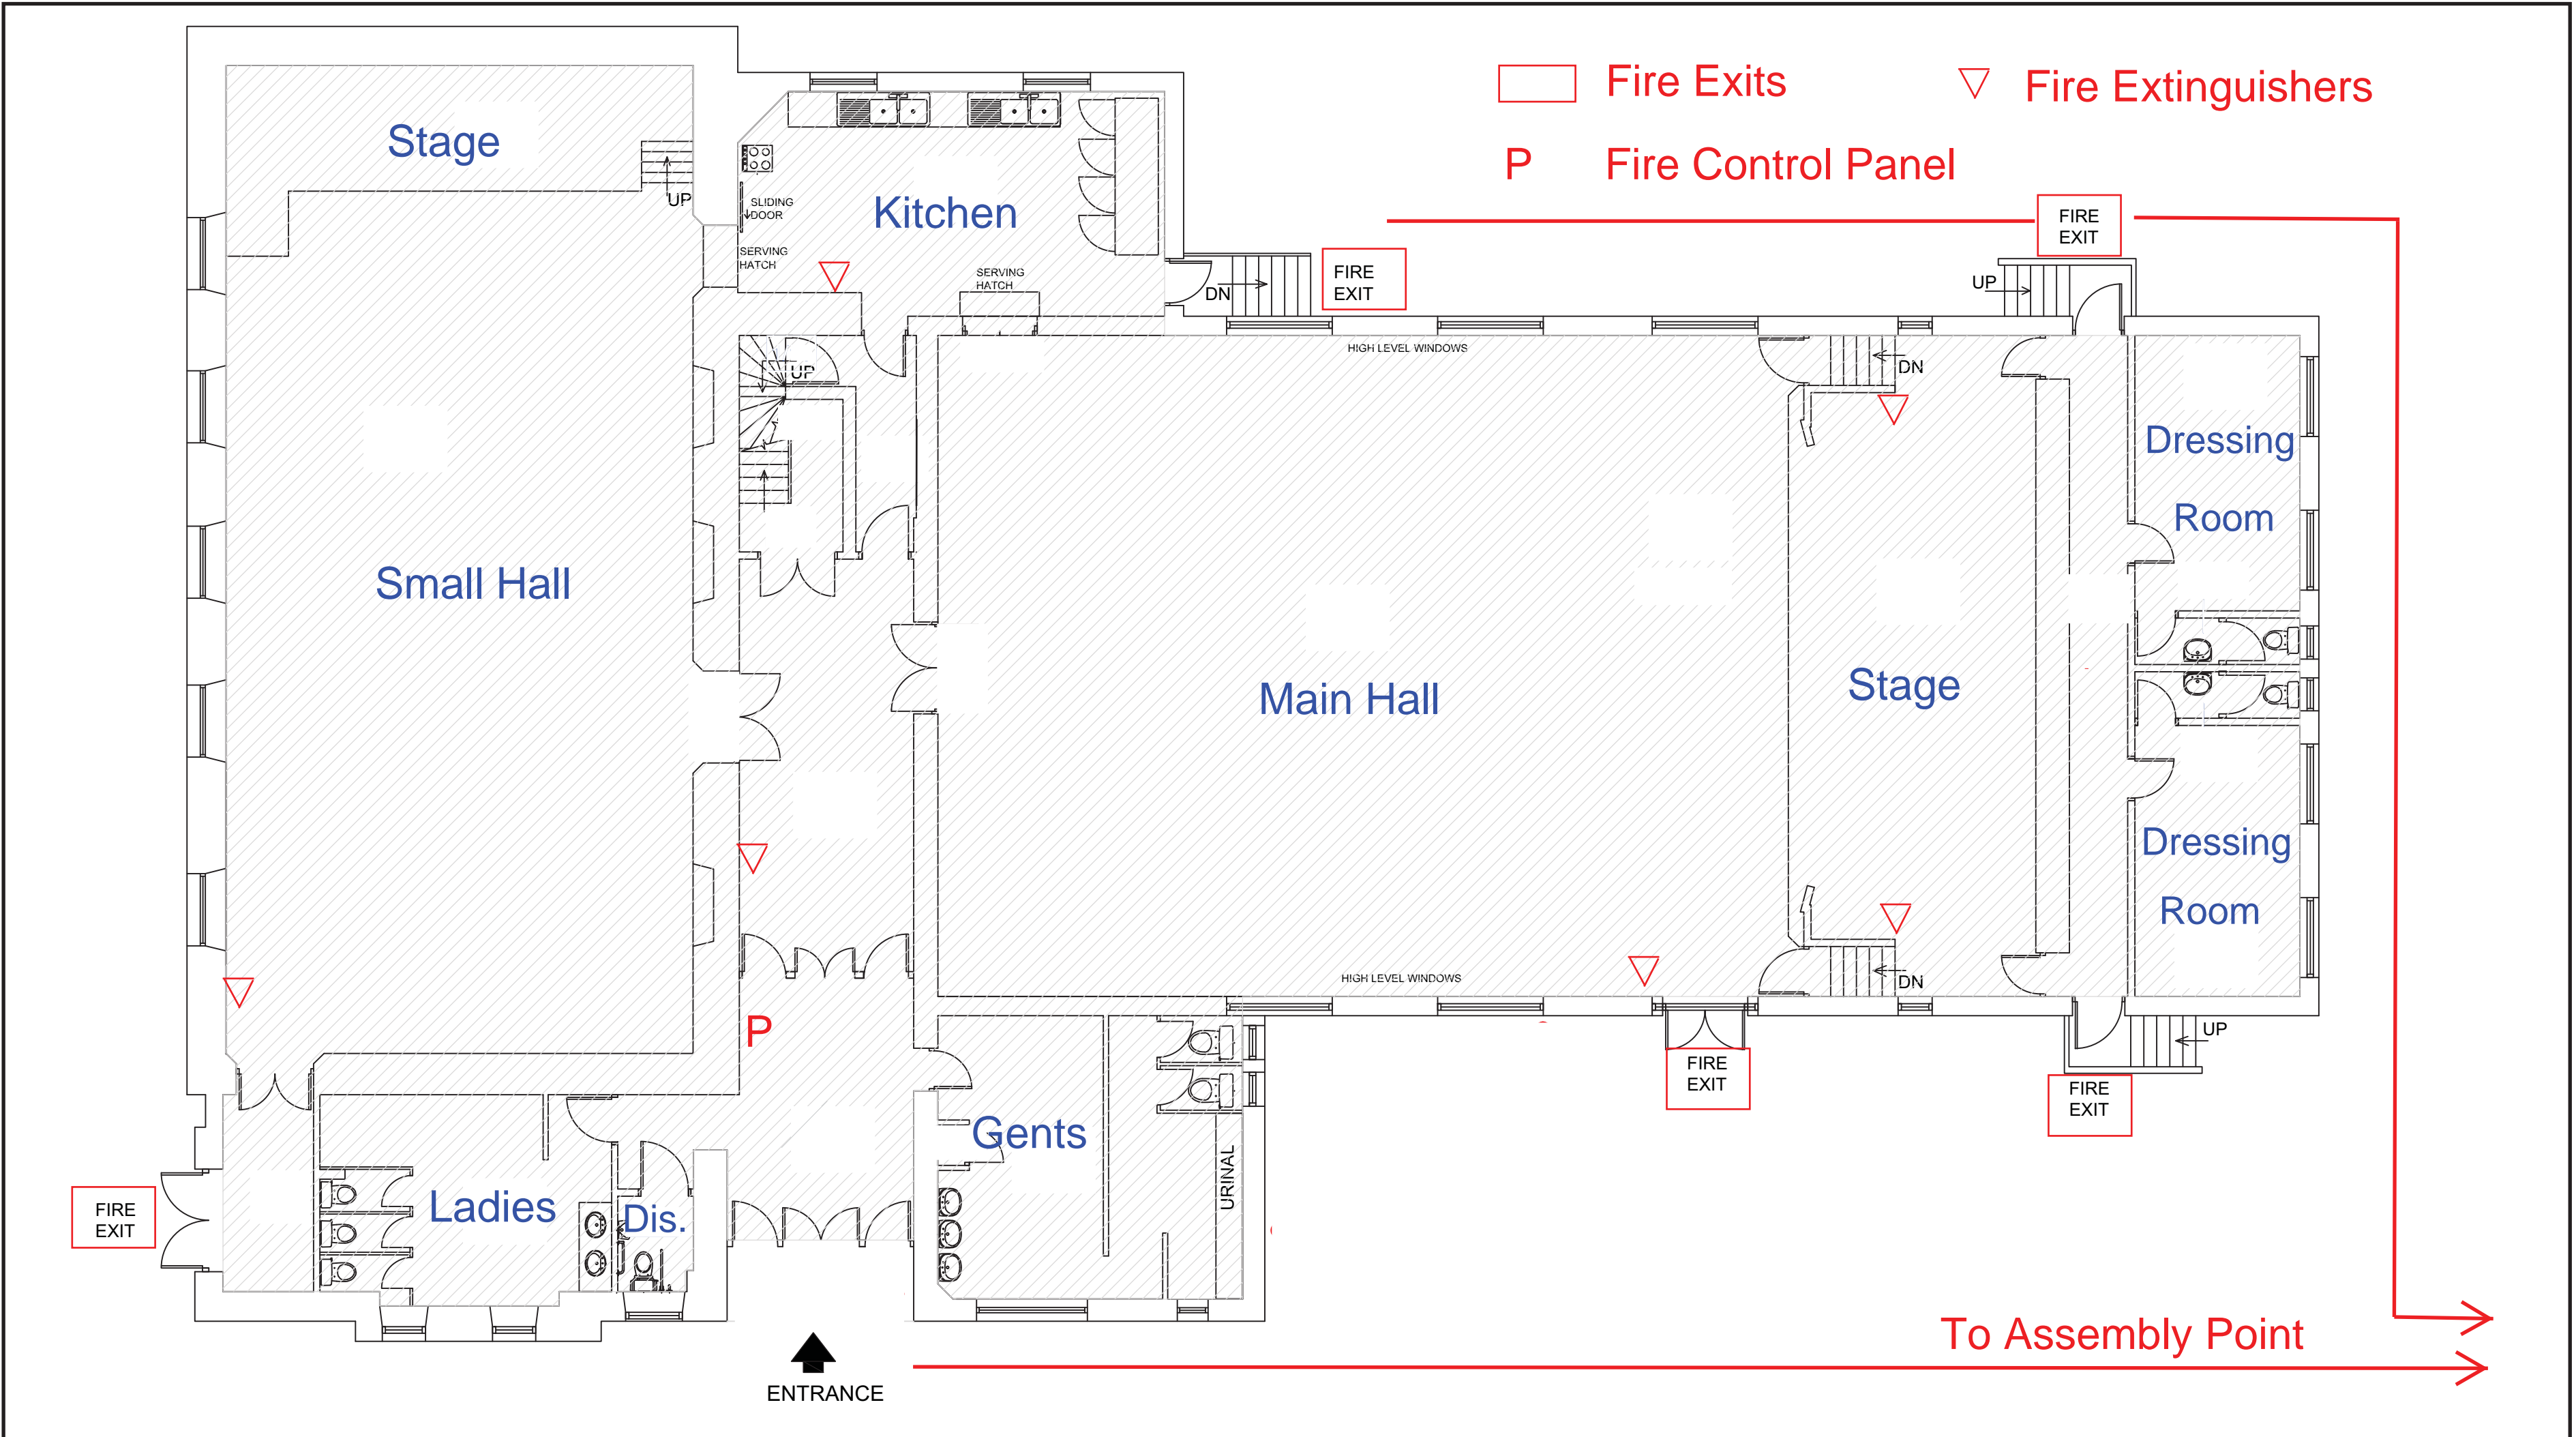 Fire Exits
Fire Extinguishers
P Fire Control Panel
Stage
UP
SLIDING
DOOR
SERVING
HATCH
Kitchen
SERVING
HATCH
DN
FIRE
EXIT
FIRE
EXIT
UP
HIGH LEVEL WINDOWS
UP
DN
Dressing
Room
Small Hall
Main Hall
Stage
Dressing
Room
HIGH LEVEL WINDOWS
DN
P
UP
FIRE
EXIT
FIRE
EXIT
Gents
URINAL
Ladies
Dis.
FIRE
EXIT
To Assembly Point
ENTRANCE